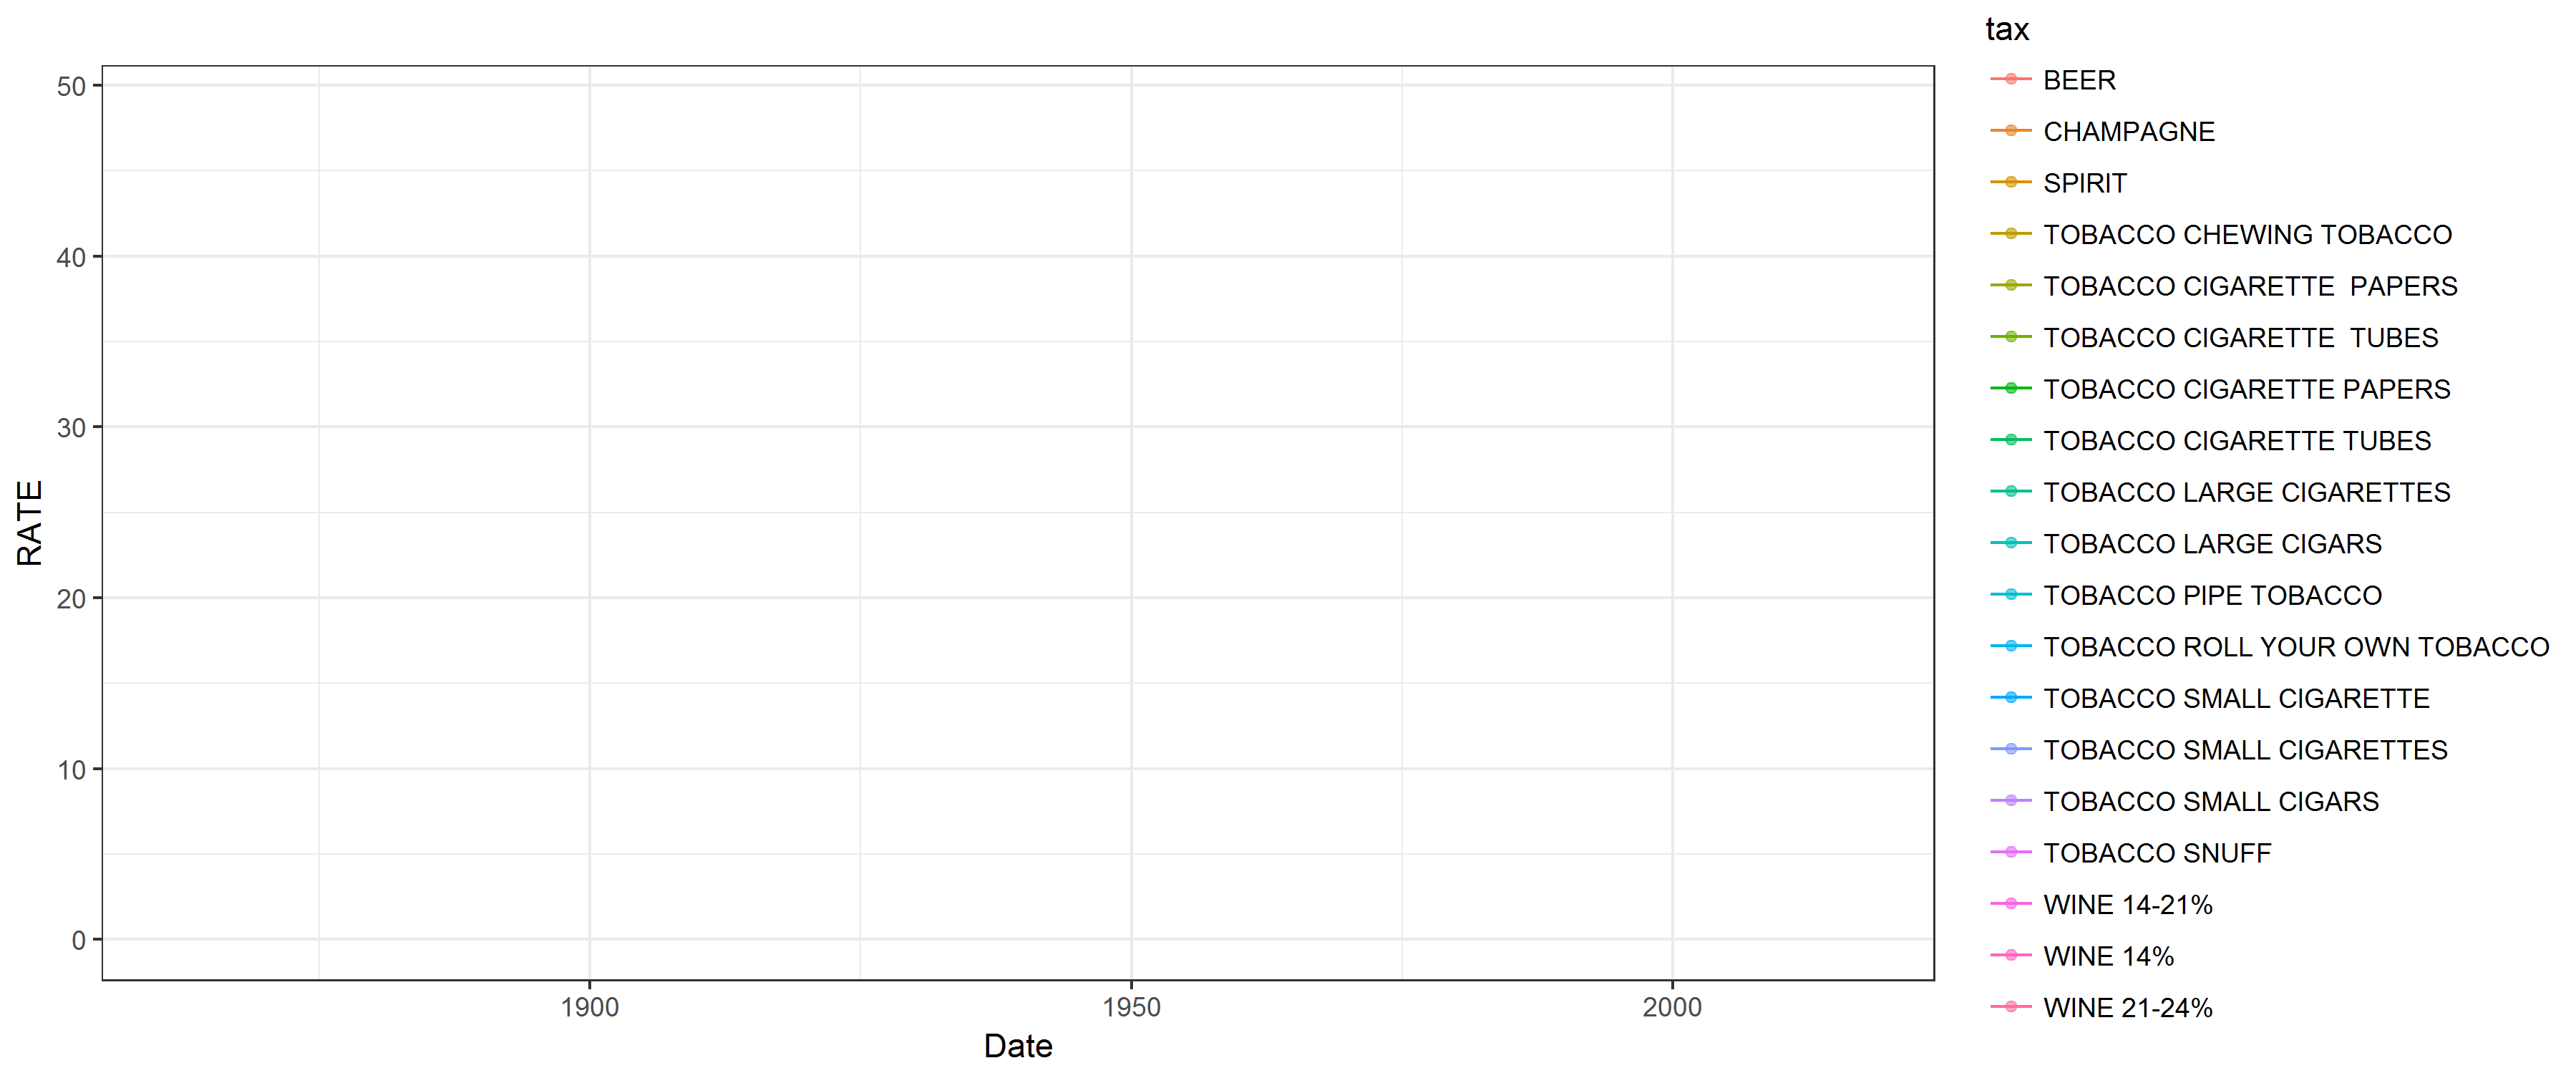 tax
BEER
CHAMPAGNE
SPIRIT
TOBACCO CHEWING TOBACCO
TOBACCO CIGARETTE  PAPERS
TOBACCO CIGARETTE  TUBES
TOBACCO CIGARETTE PAPERS
TOBACCO CIGARETTE TUBES
TOBACCO LARGE CIGARETTES
TOBACCO LARGE CIGARS
TOBACCO PIPE TOBACCO
TOBACCO ROLL YOUR OWN TOBACCO
TOBACCO SMALL CIGARETTE
TOBACCO SMALL CIGARETTES
TOBACCO SMALL CIGARS
TOBACCO SNUFF
WINE 14-21%
WINE 14%
WINE 21-24%
RATE
50
40
30
20
10
0
1900 1950 2000
Date